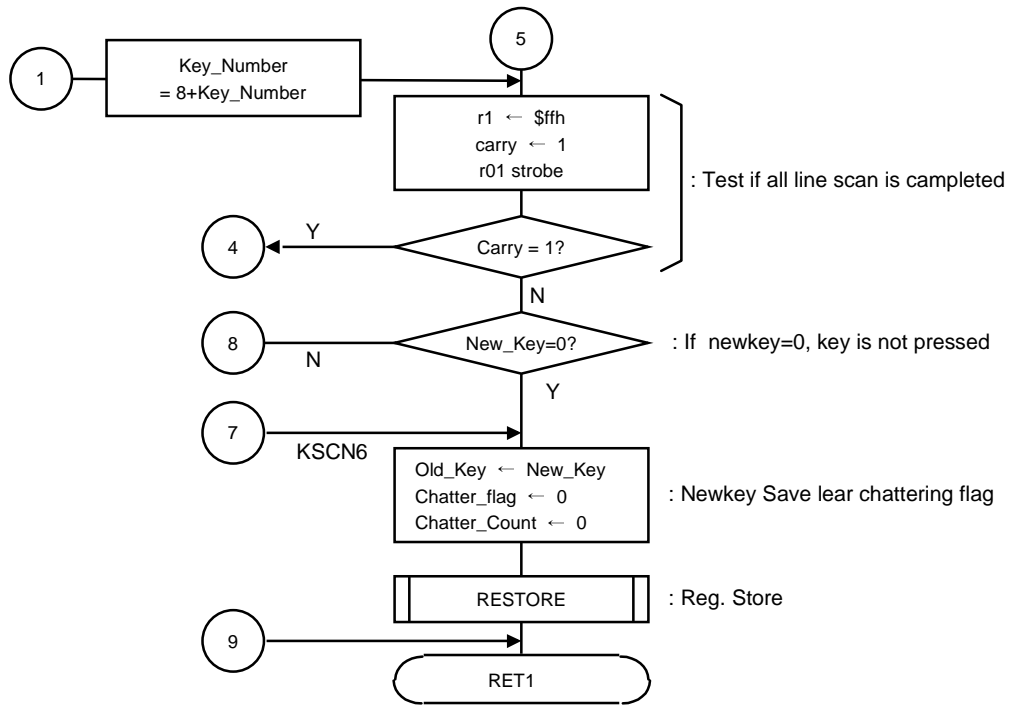 5
1
Key_Number
= 8+Key_Number
r1 ← $ffh
carry ← 1
r01 strobe
: Test if all line scan is campleted
4
Y
Carry = 1?
N
8
N
New_Key=0?
: If newkey=0, key is not pressed
Y
7
KSCN6
Old_Key ← New_Key
Chatter_flag ← 0
Chatter_Count ← 0
: Newkey Save lear chattering flag
RESTORE
: Reg. Store
9
RET1